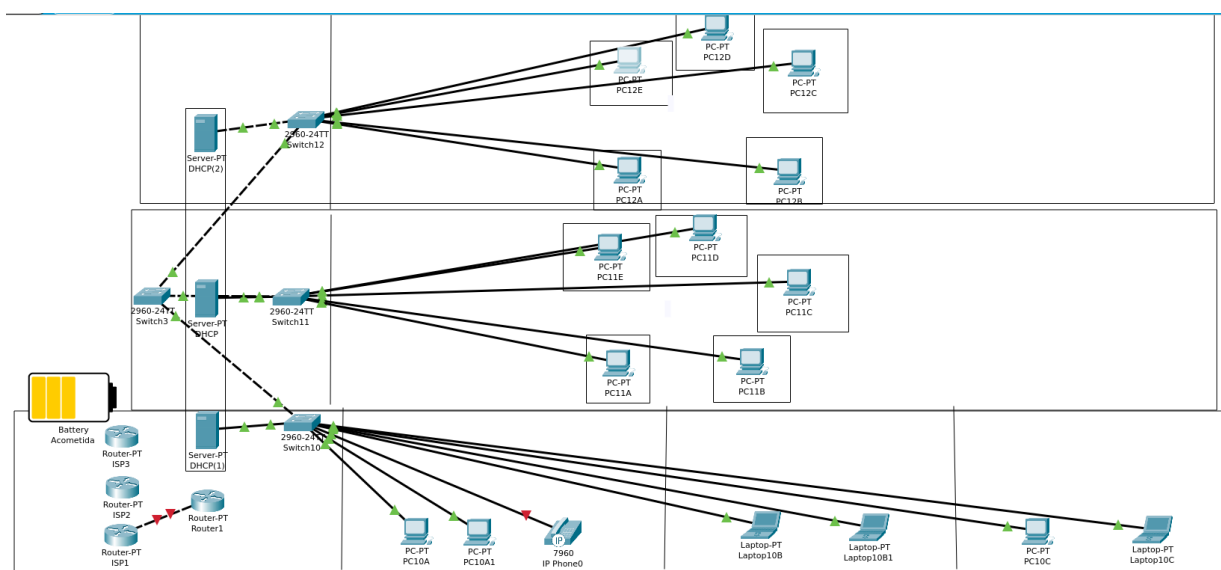 PC-PT
PC12D
PC-PT
PC12E
PC-PT
PC12C
2960-24TT
Switch12
Server-PT
DHCP(2)
PC-PT
PC12A
PC-PT
PC12B
PC-PT
PC11D
PC-PT
PC11E
PC-PT
PC11C
2960-24TT
Switch3
Server-PT
DHCP
2960-24TT
Switch11
PC-PT
PC11A
PC-PT
PC11B
Battery
Acometida
2960-24TT
Switch10
Server-PT
DHCP(1)
Router-PT
ISP3
Router-PT
ISP2
Router-PT
Router1
Router-PT
ISP1
PC-PT
PC10A
PC-PT
PC10A1
IP
7960
IP Phone0
Laptop-PT
Laptop10B
Laptop-PT
Laptop10B1
PC-PT
PC10C
Laptop-PT
Laptop10C